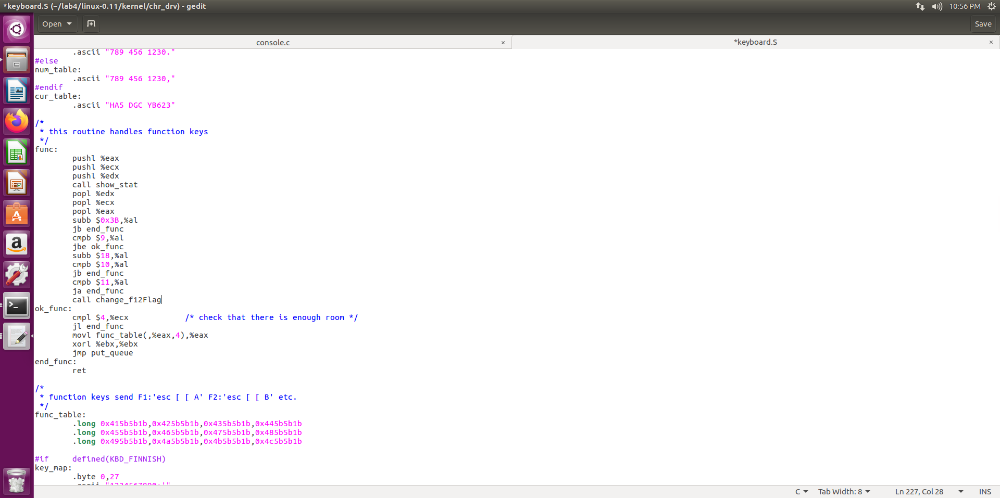 *keyboard.S (~/lab4/linux-0.11/kernel/chr_drv) - gedit
10:56 PM
Open
Save
console.c ×
*keyboard.S ×
.ascii "789 456 1230."
#else
num_table:
.ascii "789 456 1230,"
#endif
cur_table:
.ascii "HA5 DGC YB623"
/*
* this routine handles function keys
*/
func:
pushl %eax
pushl %ecx
pushl %edx
call show_stat
popl %edx
popl %ecx
popl %eax
subb $0x3B,%al
jb end_func
cmpb $9,%al
jbe ok_func
subb $18,%al
cmpb $10,%al
jb end_func
cmpb $11,%al
ja end_func
call change_f12Flag
ok_func:
cmpl $4,%ecx /* check that there is enough room */
jl end_func
movl func_table(,%eax,4),%eax
xorl %ebx,%ebx
jmp put_queue
end_func:
ret
/*
* function keys send F1:'esc [ [ A' F2:'esc [ [ B' etc.
*/
func_table:
.long 0x415b5b1b,0x425b5b1b,0x435b5b1b,0x445b5b1b
.long 0x455b5b1b,0x465b5b1b,0x475b5b1b,0x485b5b1b
.long 0x495b5b1b,0x4a5b5b1b,0x4b5b5b1b,0x4c5b5b1b
#if defined(KBD_FINNISH)
key_map:
.byte 0,27
.ascii "1234567890+'"
C Tab Width: 8 Ln 227, Col 28 INS